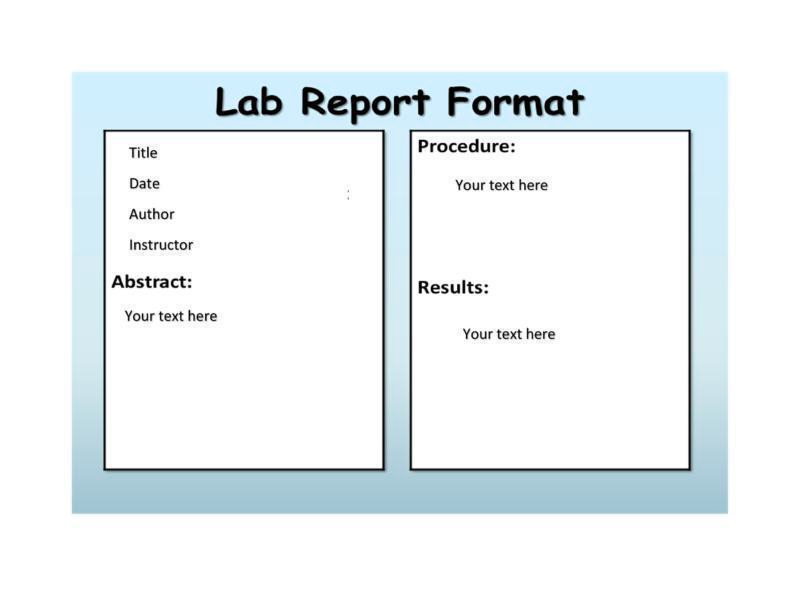 Lab Report Format
Title
Date
Author
Instructor
Abstract:
Your text here
Procedure:
Your text here
Results:
Your text here